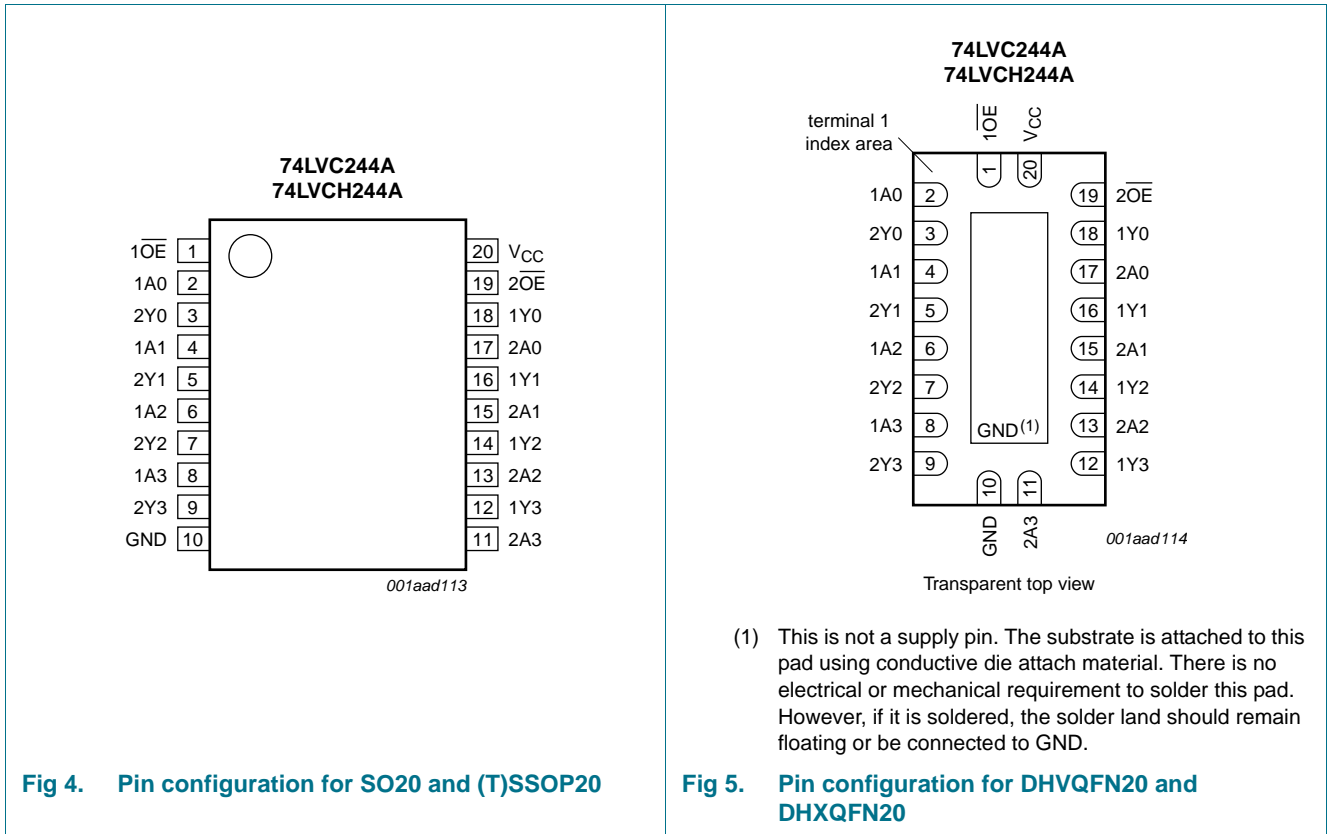 74LVC244A
74LVCH244A
1OE 1
1A0 2
2Y0 3
1A1 4
2Y1 5
1A2 6
2Y2 7
1A3 8
2Y3 9
GND 10
20 VCC
19 2OE
18 1Y0
17 2A0
16 1Y1
15 2A1
14 1Y2
13 2A2
12 1Y3
11 2A3
001aad113
Fig 4. Pin configuration for SO20 and (T)SSOP20
74LVC244A
74LVCH244A
terminal 1
index area
1OE
VCC
1
20
1A0 2
2Y0 3
1A1 4
2Y1 5
1A2 6
2Y2 7
1A3 8
2Y3 9
GND(1)
19 2OE
18 1Y0
17 2A0
16 1Y1
15 2A1
14 1Y2
13 2A2
12 1Y3
10
11
GND
2A3
001aad114
Transparent top view
(1) This is not a supply pin. The substrate is attached to this
pad using conductive die attach material. There is no
electrical or mechanical requirement to solder this pad.
However, if it is soldered, the solder land should remain
floating or be connected to GND.
Fig 5. Pin configuration for DHVQFN20 and
DHXQFN20